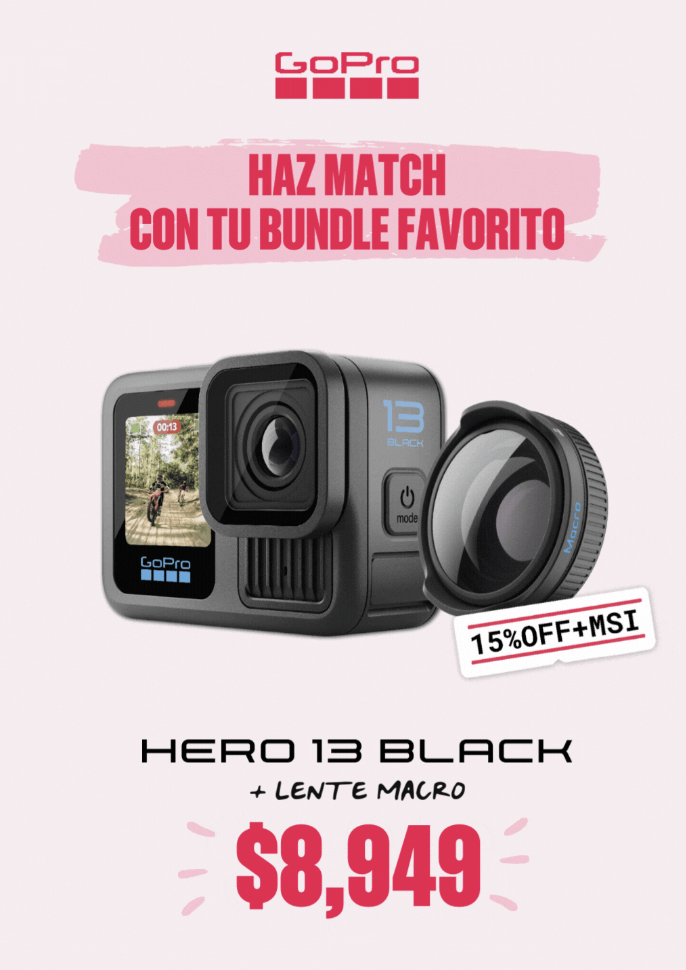 GoPro
HAZ MATCH
CON TU BUNDLE FAVORITO
00:13
GoPro
13
BLACK
mode
Macro
15%OFF+MSI
HERO 13 BLACK
+ LENTE MACRO
$8,949